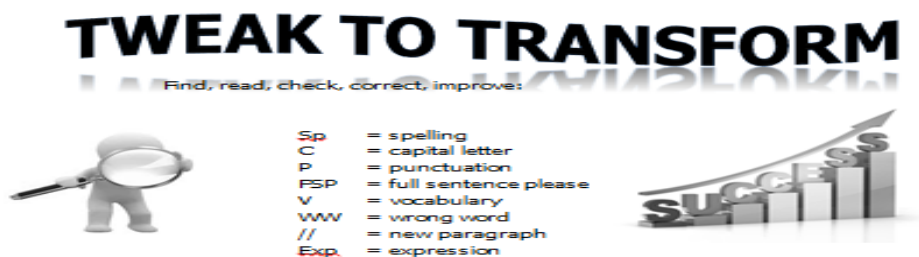 TWEAK TO TRANSFORM
Find, read, check, correct, improve:
Sp = spelling
C = capital letter
P = punctuation
FSP = full sentence please
V = vocabulary
WW = wrong word
// = new paragraph
Exp = expression
SUCCESS